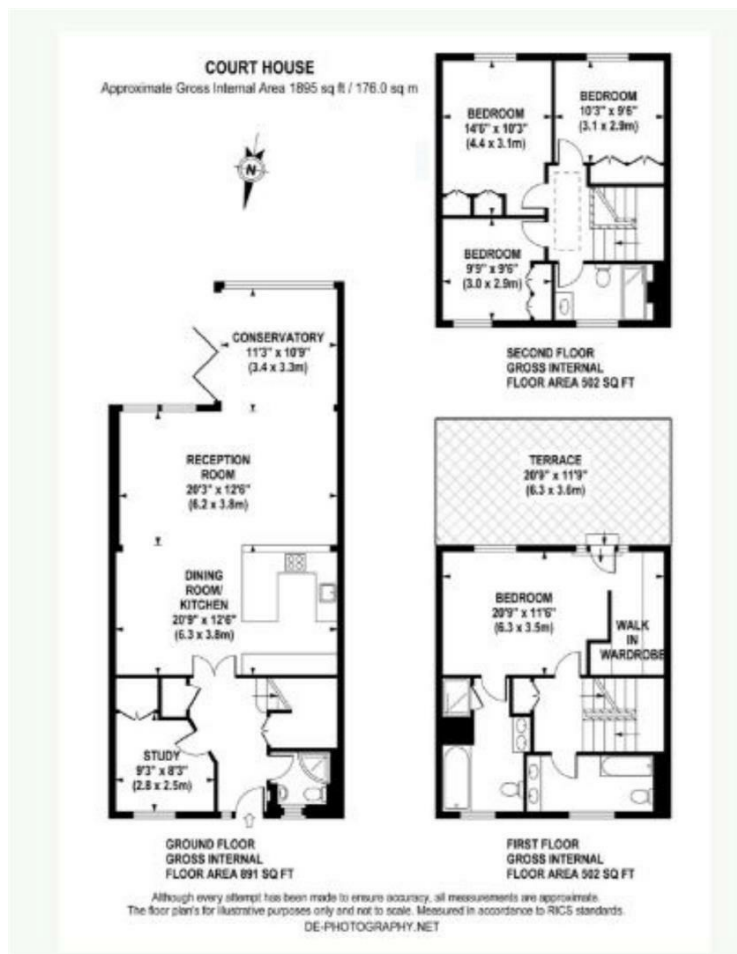 COURT HOUSE
Approximate Gross Internal Area 1895 sq ft / 176.0 sq m
N
BEDROOM
14'6" x 10'3"
(4.4 x 3.1m)
BEDROOM
10'3" x 9'6"
(3.1 x 2.9m)
BEDROOM
9'9" x 9'6"
(3.0 x 2.9m)
SECOND FLOOR
GROSS INTERNAL
FLOOR AREA 502 SQ FT
CONSERVATORY
11'3" x 10'9"
(3.4 x 3.3m)
RECEPTION
ROOM
20'3" x 12'6"
(6.2 x 3.8m)
DINING
ROOM/
KITCHEN
20'9" x 12'6"
(6.3 x 3.8m)
STUDY
9'3" x 8'3"
(2.8 x 2.5m)
GROUND FLOOR
GROSS INTERNAL
FLOOR AREA 891 SQ FT
TERRACE
20'9" x 11'9"
(6.3 x 3.6m)
BEDROOM
20'9" x 11'6"
(6.3 x 3.5m)
WALK
IN
WARDROBE
FIRST FLOOR
GROSS INTERNAL
FLOOR AREA 502 SQ FT
Although every attempt has been made to ensure accuracy, all measurements are approximate.
The floor plan's for illustrative purposes only and not to scale. Measured in accordance to RICS standards.
DE-PHOTOGRAPHY.NET